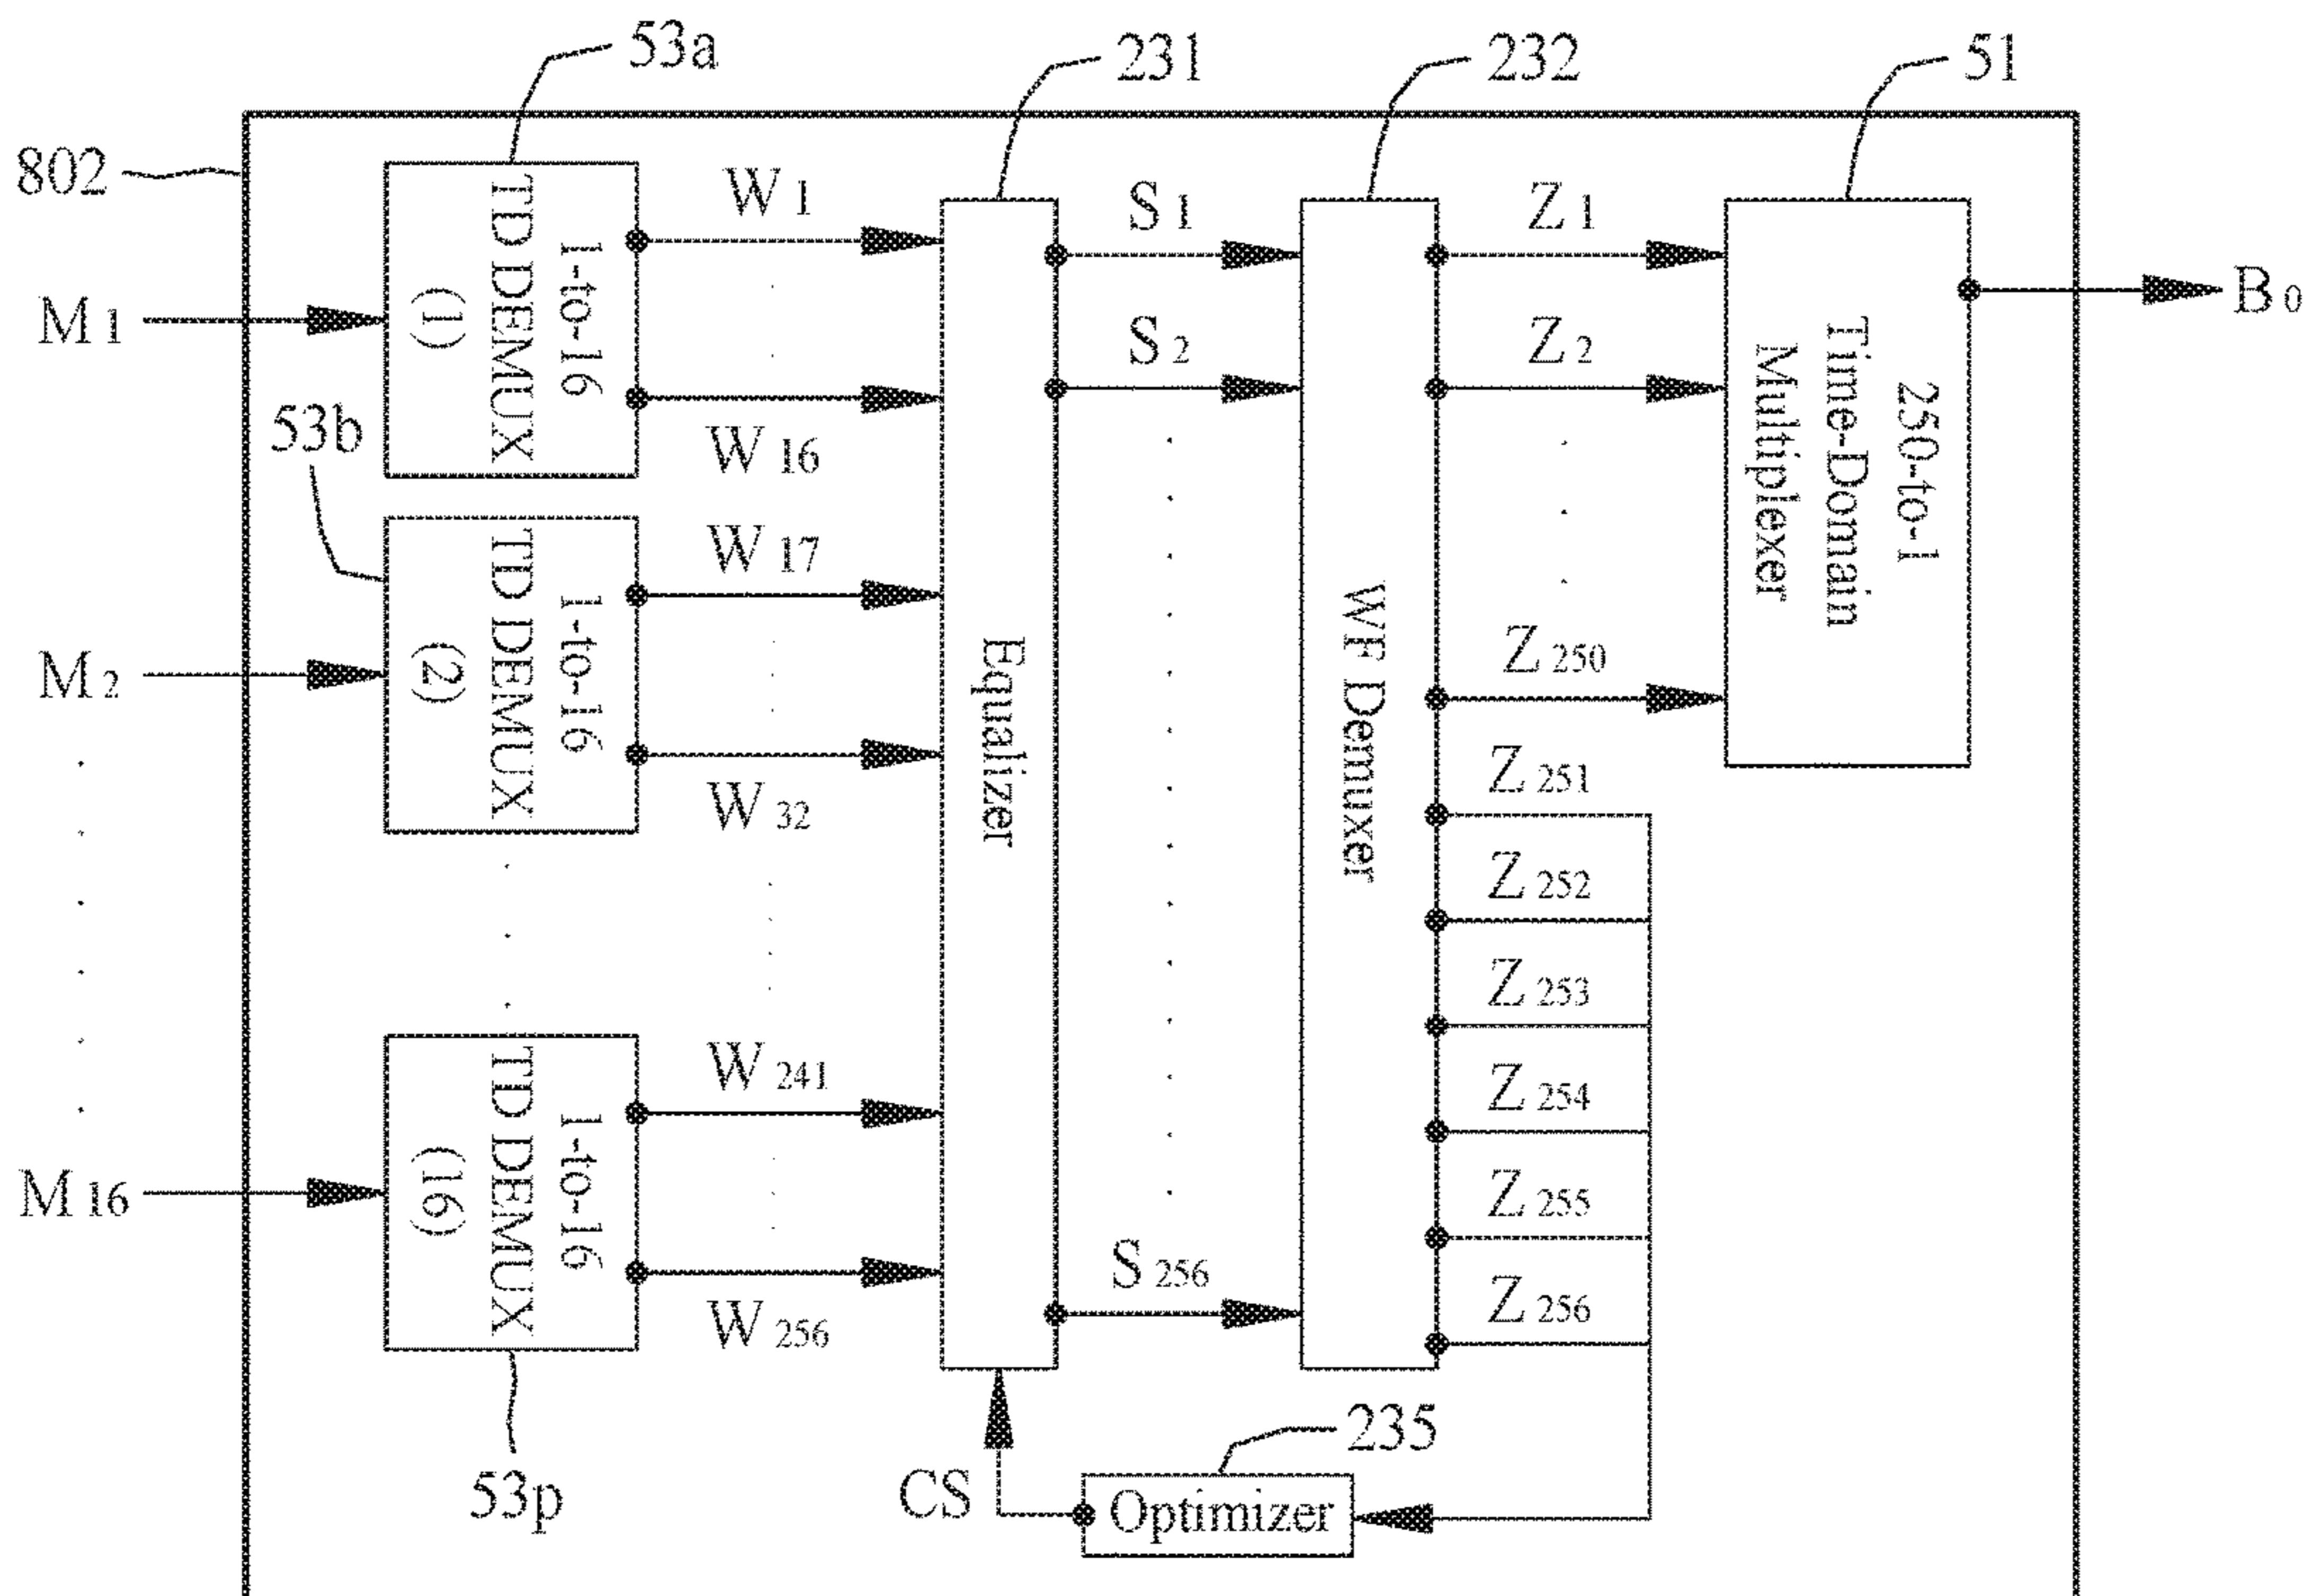 53a
231
232
51
802
1-to-16
TD DEMUX
(1)
W 1
S 1
Z 1
250-to-1
Time-Domain
Multiplexer
B 0
M 1
S 2
Z 2
53b
W 16
1-to-16
TD DEMUX
(2)
W 17
M 2
Equalizer
WF Demuxer
Z 250
W 32
Z 251
Z 252
Z 253
1-to-16
TD DEMUX
(16)
W 241
Z 254
M 16
Z 255
W 256
S 256
Z 256
53p
CS
235
Optimizer